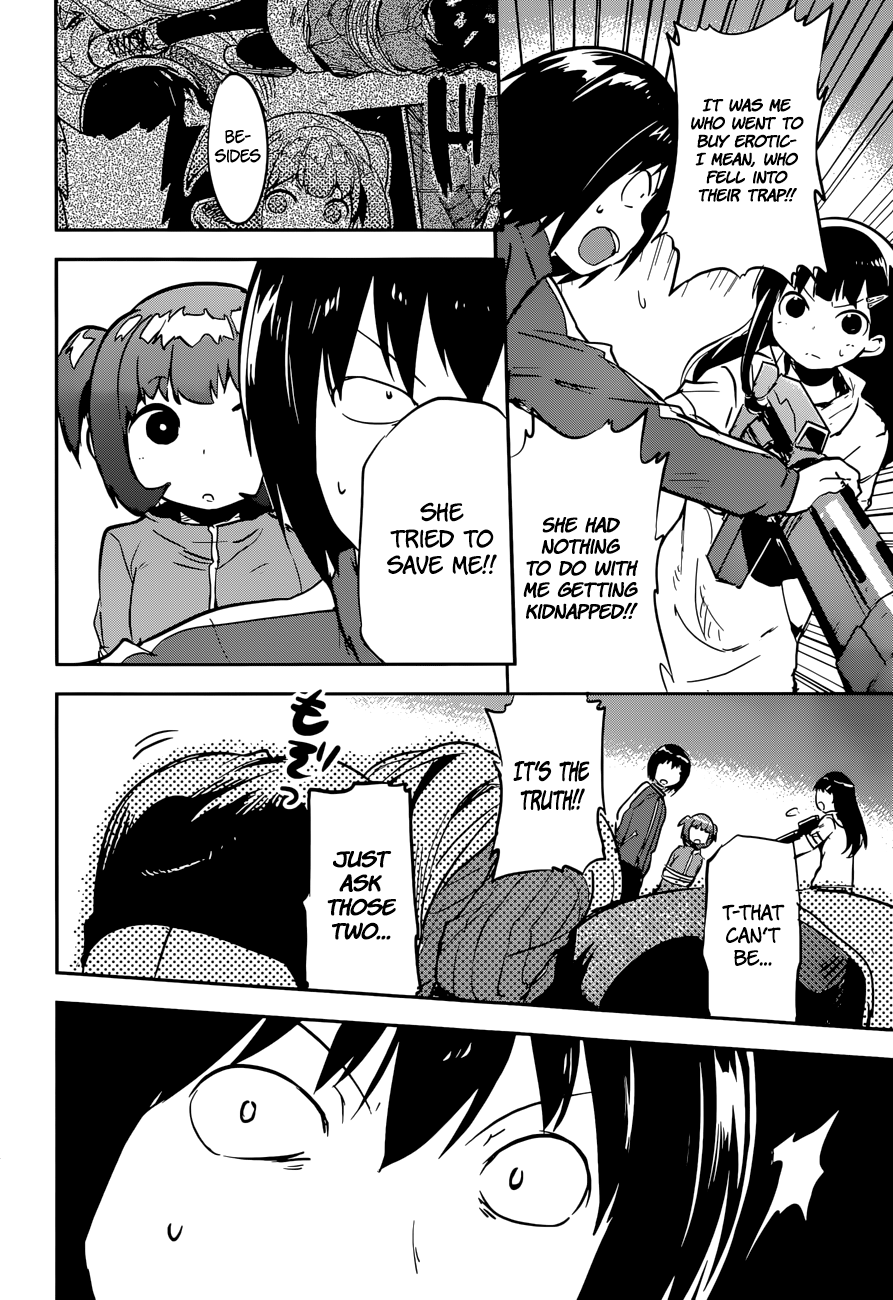 IT WAS ME
WHO WENT TO
BUY EROTIC-
I MEAN, WHO
FELL INTO
THEIR TRAP!!
SHE HAD
NOTHING
TO DO WITH
ME GETTING
KIDNAPPED!!
BE-
SIDES
SHE
TRIED TO
SAVE ME!!
IT'S THE
TRUTH!!
T-THAT
CAN'T
BE...
JUST
ASK
THOSE
TWO...
もぞりっ